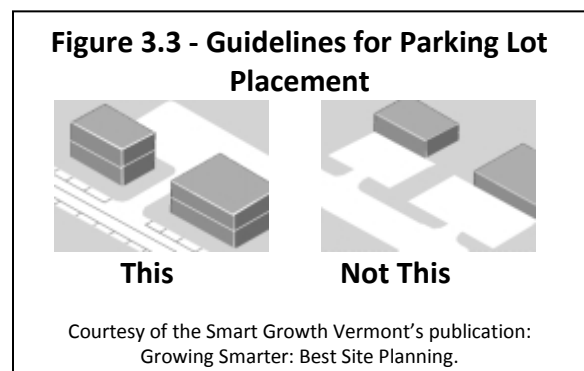 Figure 3.3 - Guidelines for Parking Lot
Placement
This
Not This
Courtesy of the Smart Growth Vermont’s publication:
Growing Smarter: Best Site Planning.